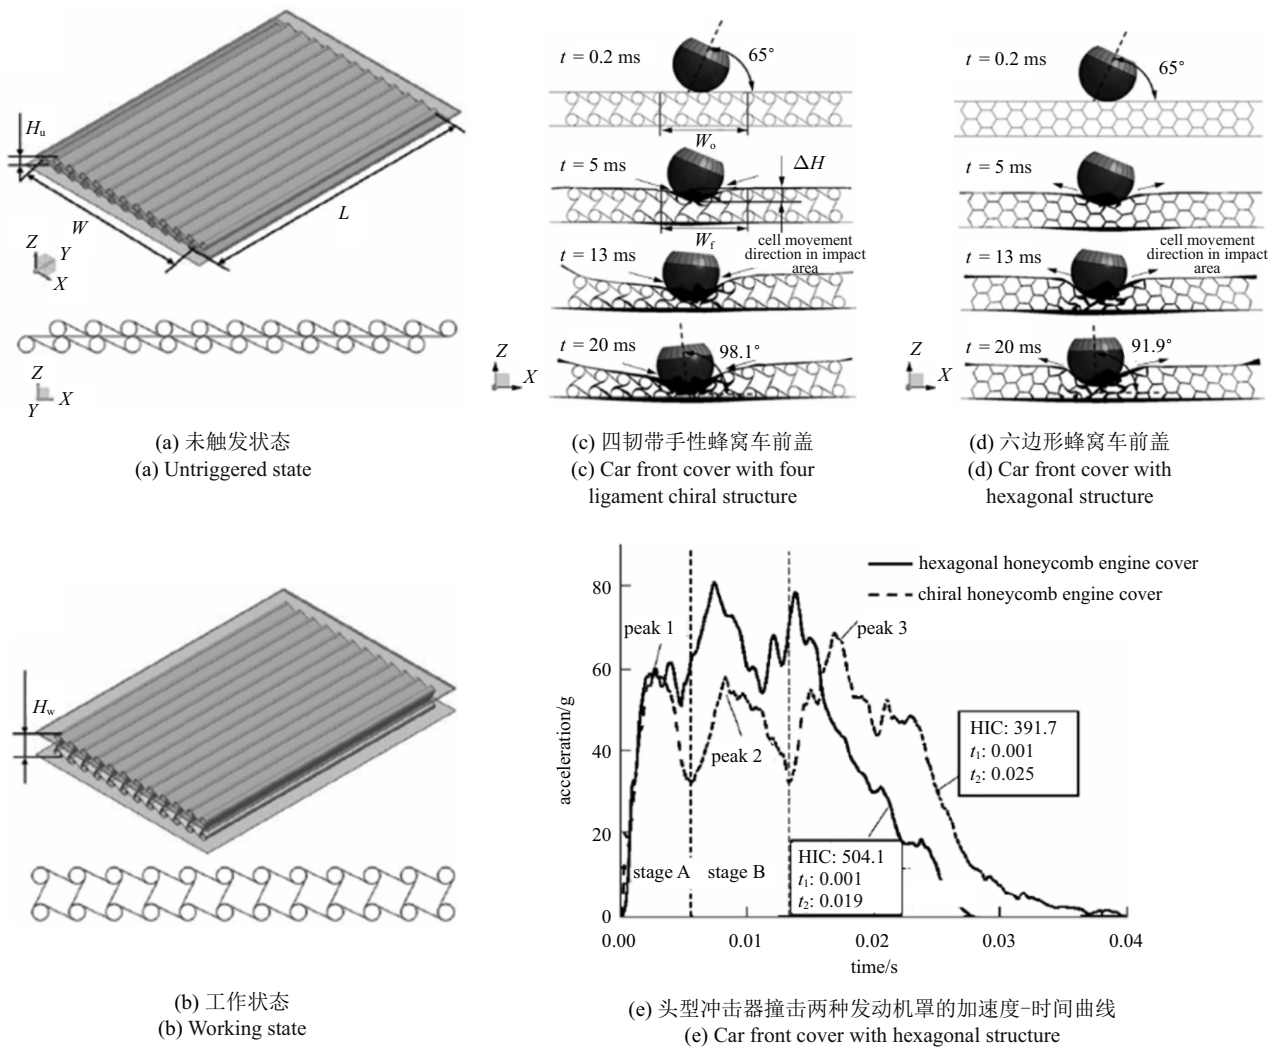 H_u
W
L
Z
Y
X
Z
Y
X
(a) 未触发状态
(a) Untriggered state
t = 0.2 ms
65°
W_o
t = 5 ms
ΔH
W_f
cell movement
direction in impact
area
t = 13 ms
t = 20 ms
98.1°
Z
X
(c) 四韧带手性蜂窝车前盖
(c) Car front cover with four
ligament chiral structure
t = 0.2 ms
65°
t = 5 ms
t = 13 ms
cell movement
direction in impact
area
t = 20 ms
91.9°
Z
X
(d) 六边形蜂窝车前盖
(d) Car front cover with
hexagonal structure
H_w
(b) 工作状态
(b) Working state
hexagonal honeycomb engine cover
chiral honeycomb engine cover
80
60
40
20
0
acceleration/g
peak 1
peak 2
peak 3
stage A
stage B
HIC: 391.7
t₁: 0.001
t₂: 0.025
HIC: 504.1
t₁: 0.001
t₂: 0.019
0.00
0.01
0.02
0.03
0.04
time/s
(e) 头型冲击器撞击两种发动机罩的加速度-时间曲线
(e) Car front cover with hexagonal structure